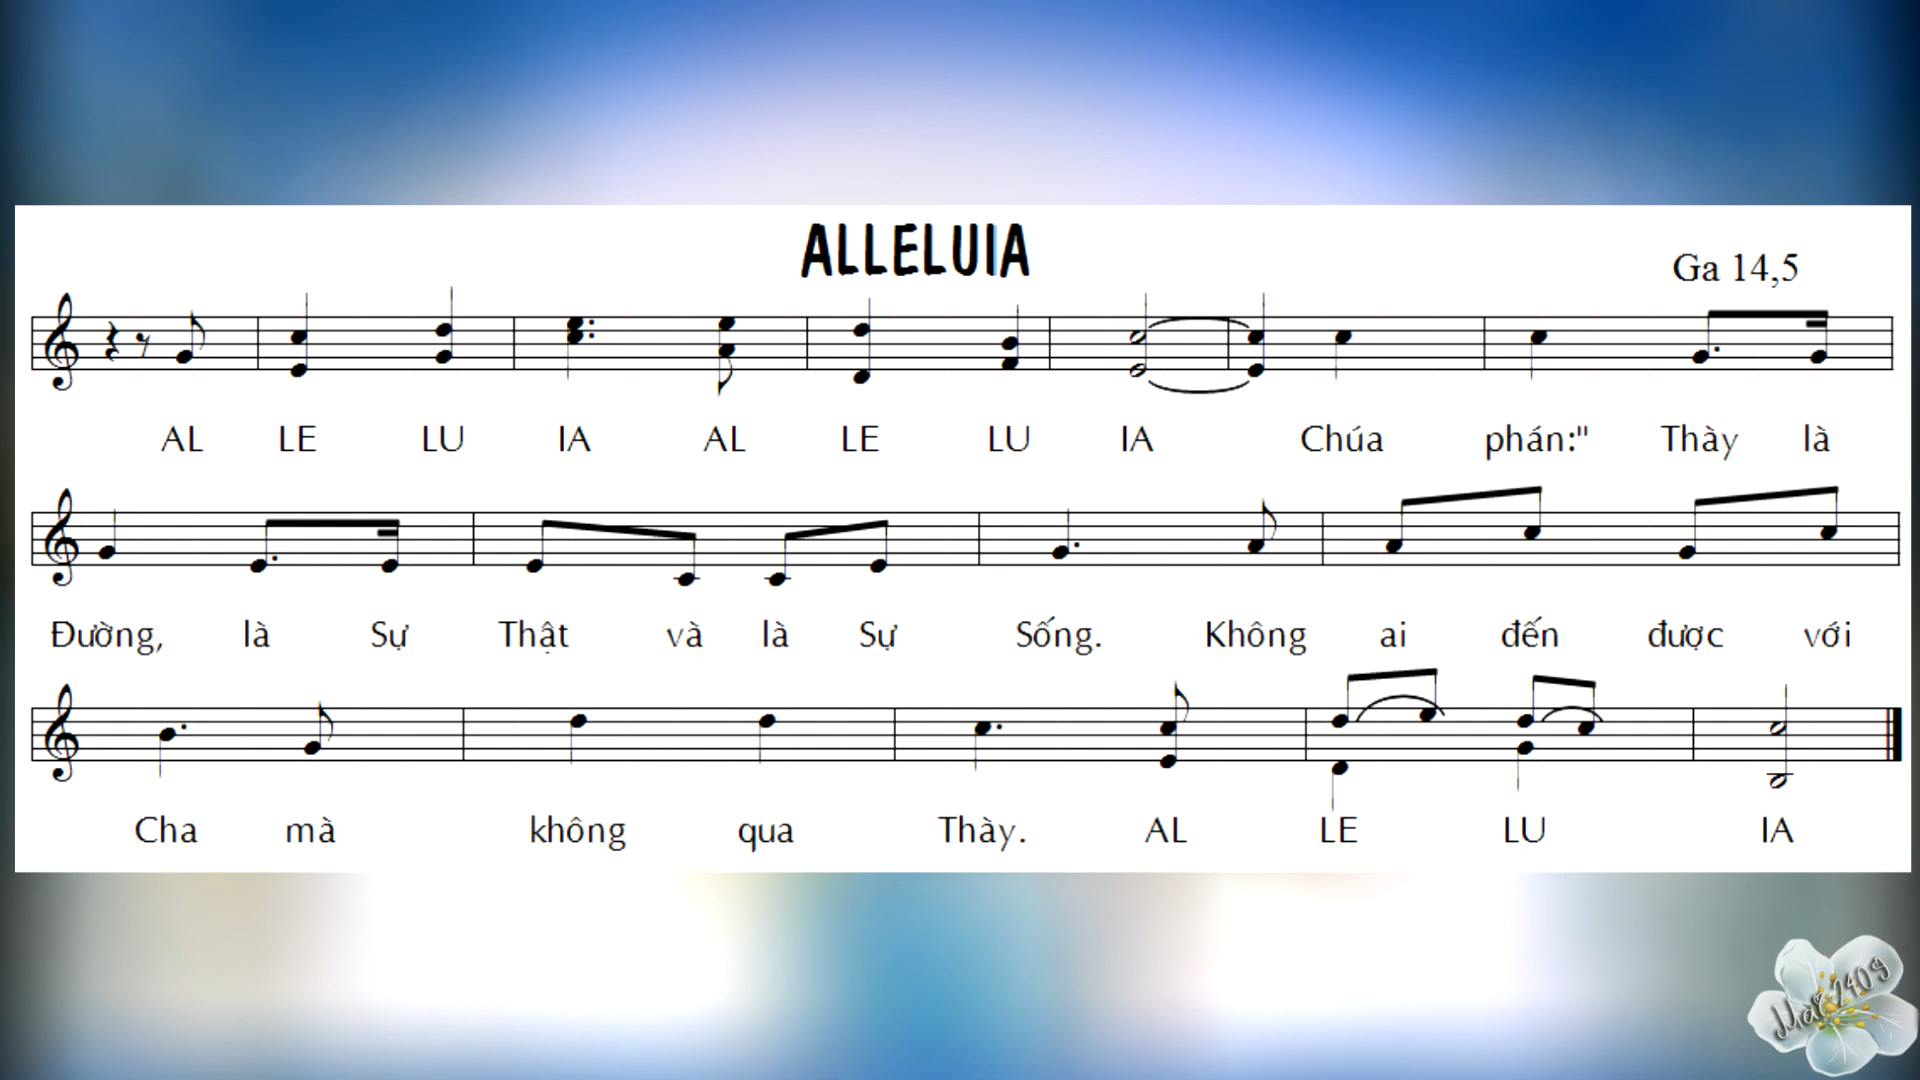 ALLELUIA
Ga 14,5
AL LE LU IA AL LE LU IA Chúa phán:" Thày là
Đường, là Sự Thật và là Sự Sống. Không ai đến được với
Cha mà không qua Thày. AL LE LU IA
Mai 2409